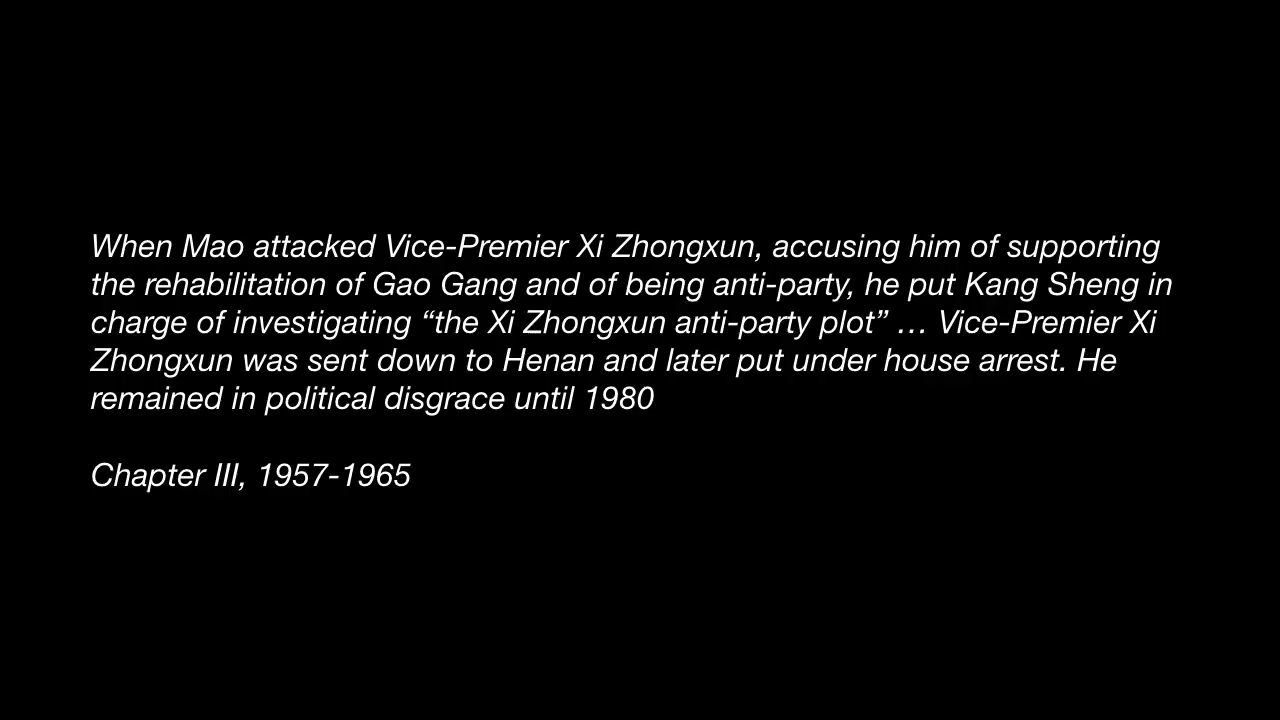 When Mao attacked Vice-Premier Xi Zhongxun, accusing him of supporting
the rehabilitation of Gao Gang and of being anti-party, he put Kang Sheng in
charge of investigating “the Xi Zhongxun anti-party plot” … Vice-Premier Xi
Zhongxun was sent down to Henan and later put under house arrest. He
remained in political disgrace until 1980
Chapter III, 1957-1965